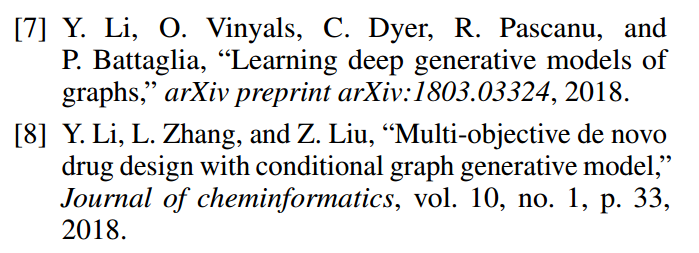 [7] Y. Li, O. Vinyals, C. Dyer, R. Pascanu, and
P. Battaglia, “Learning deep generative models of
graphs,” arXiv preprint arXiv:1803.03324, 2018.
[8] Y. Li, L. Zhang, and Z. Liu, “Multi-objective de novo
drug design with conditional graph generative model,”
Journal of cheminformatics, vol. 10, no. 1, p. 33,
2018.